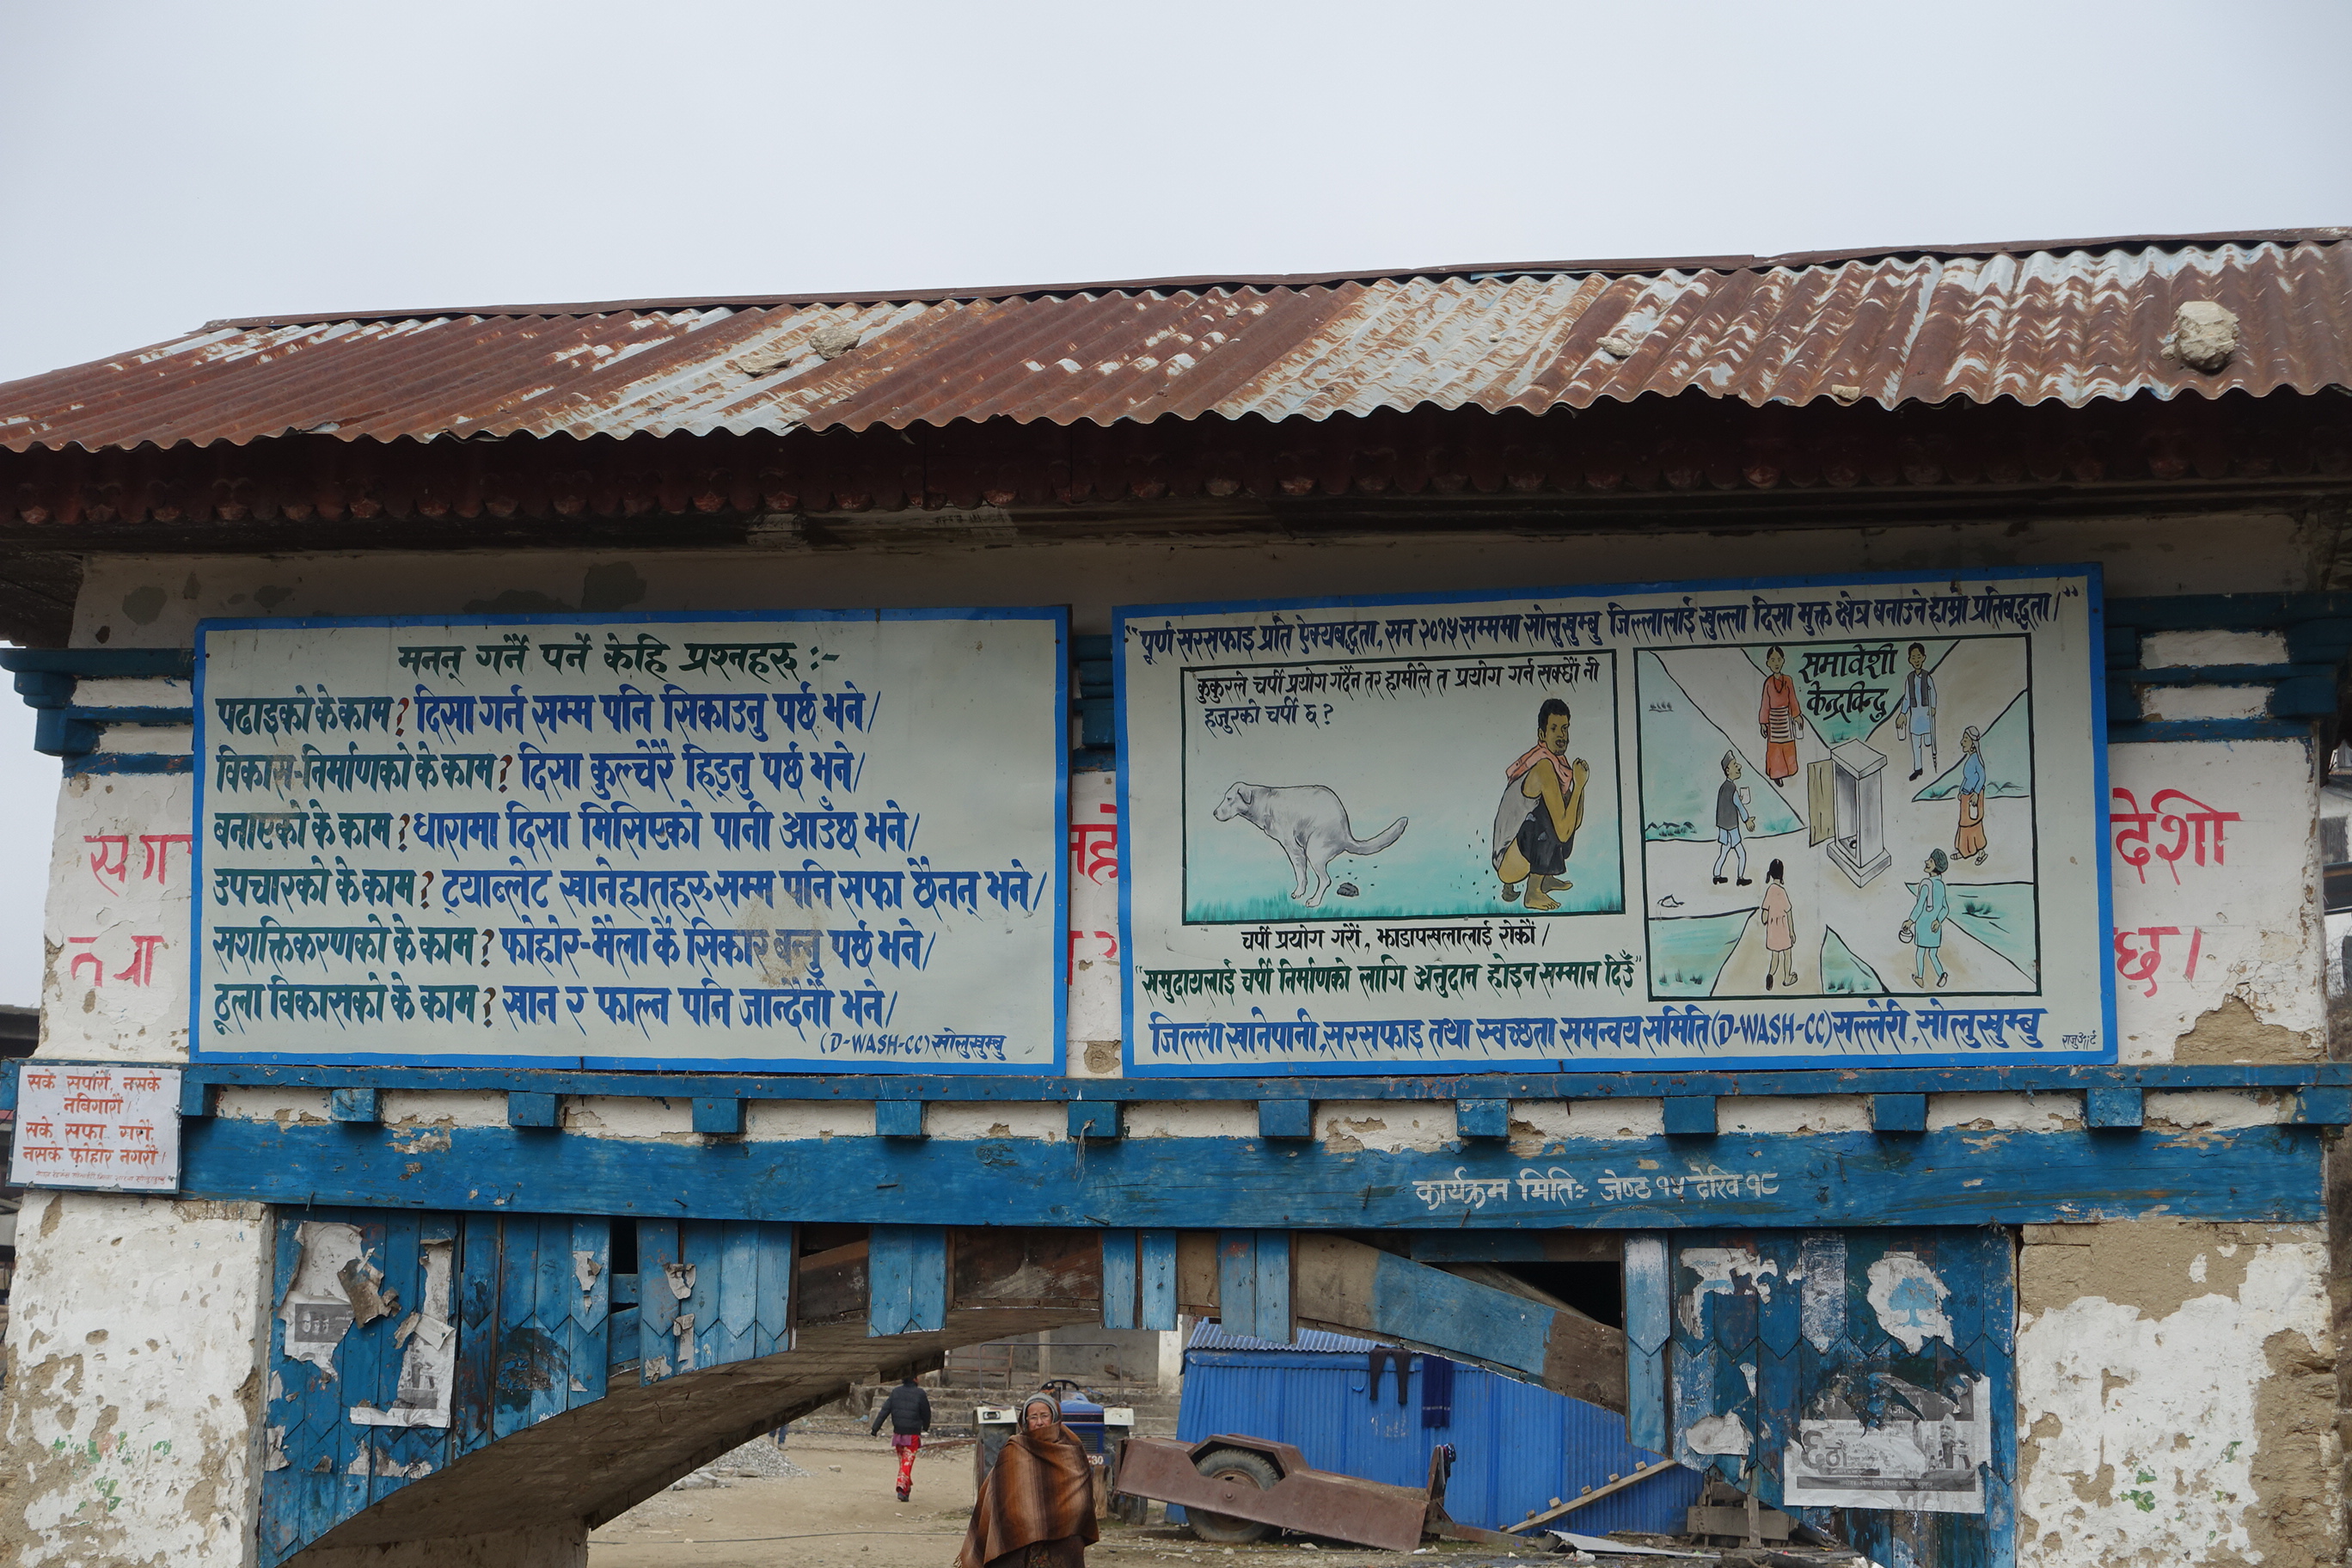 मनन् गर्नै पर्ने केहि प्रश्नहरू :-
पढाइको के काम? दिसा गर्न सम्म पनि सिकाउनु पर्छ भने/
विकास-निर्माणको के काम? दिसा कुल्चेरै हिड्नु पर्छ भने/
बनाएको के काम? धारामा दिसा मिसिएको पानी आउँछ भने/
उपचारको के काम? ट्याब्लेट खानेहातहरु सम्म पनि सफा छैनन् भने/
सशक्तिकरणको के काम? फोहोर-मैला कै सिकार बन्नु पर्छ भने/
ठूला विकासको के काम? खान र फाल्न पनि जान्दैनौं भने/
(D-WASH-CC) सोलुखुम्बु
"पूर्ण सरसफाइ प्रति ऐक्यबद्धता, सन २०१५ सम्ममा सोलुखुम्बु जिल्लालाई खुल्ला दिसा मुक्त क्षेत्र बनाउने हाम्रो प्रतिबद्धता।"
कुकुरले चर्पी प्रयोग गर्दैन तर हामीले त प्रयोग गर्न सक्छौं नी
हजुरको चर्पी छ?
समावेशी
केन्द्रविन्दु
चर्पी प्रयोग गरौं, झाडापखलालाई रोकौं/
"समुदायलाई चर्पी निर्माणको लागि अनुदान होइन सम्मान दिउँ"
जिल्ला खानेपानी, सरसफाइ तथा स्वच्छता समन्वय समिति (D-WASH-CC) सल्लेरी, सोलुखुम्बु
राजु आर्ट
सग
देशी
छ।
सके सपारौं, नसके
नबिगारौं।
सके सफा गरौं,
नसके फोहोर नगरौं।
कार्यक्रम मितिः- जेष्ठ १५ देखि १८